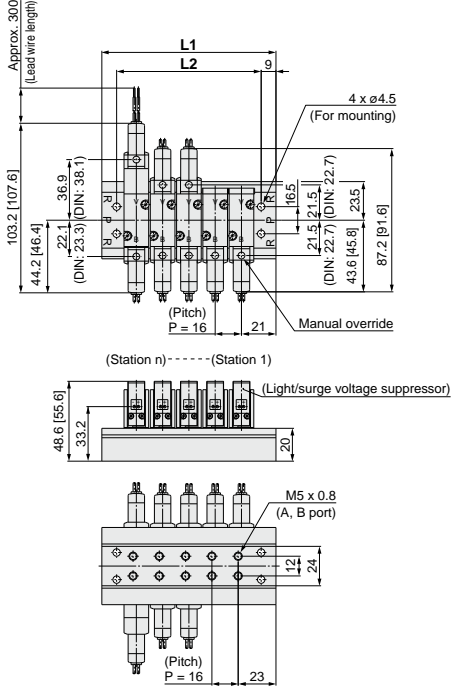 Approx. 300
(Lead wire length)
L1
L2
9
4 x ø4.5
(For mounting)
103.2 [107.6]
44.2 [46.4]
36.9
(DIN: 38.1)
22.1
(DIN: 23.3)
R
P
R
V
B
V
B
V
B
V
B
V
B
R
P
R
16.5
21.5
(DIN: 22.7)
23.5
21.5
(DIN: 22.7)
43.6 [45.8]
87.2 [91.6]
(Pitch)
P = 16
21
Manual override
(Station n)------(Station 1)
(Light/surge voltage suppressor)
48.6 [55.6]
33.2
20
M5 x 0.8
(A, B port)
12
24
(Pitch)
P = 16
23